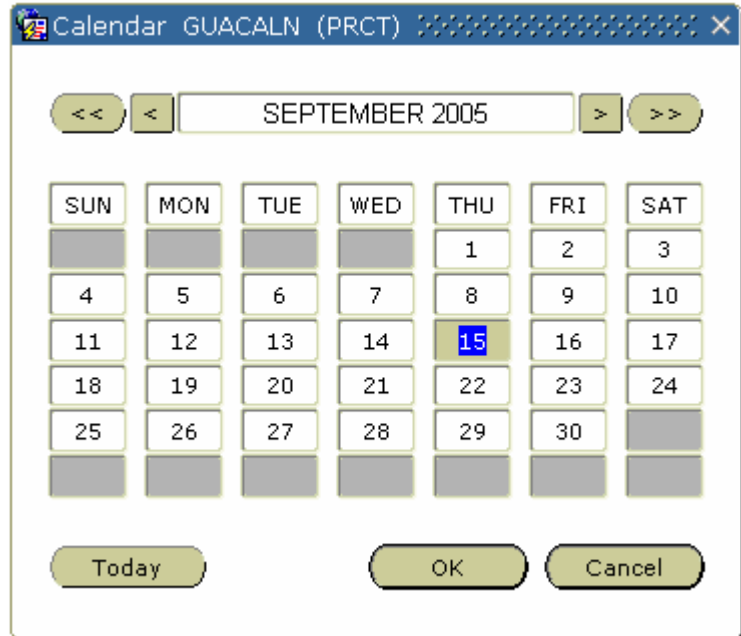 Calendar GUACALN (PRCT)
<< < SEPTEMBER 2005 > >>
SUN MON TUE WED THU FRI SAT
1 2 3
4 5 6 7 8 9 10
11 12 13 14 15 16 17
18 19 20 21 22 23 24
25 26 27 28 29 30
Today OK Cancel